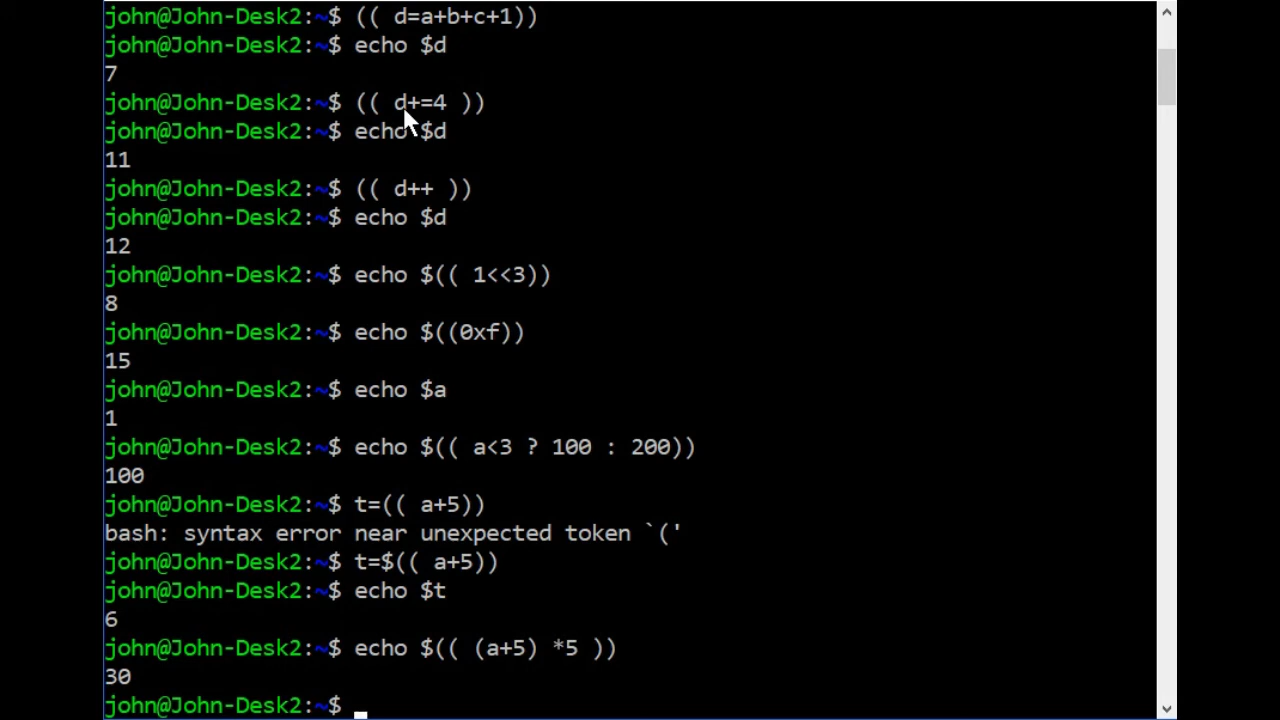 john@John-Desk2:~$ (( d=a+b+c+1))
john@John-Desk2:~$ echo $d
7
john@John-Desk2:~$ (( d+=4 ))
john@John-Desk2:~$ echo $d
11
john@John-Desk2:~$ (( d++ ))
john@John-Desk2:~$ echo $d
12
john@John-Desk2:~$ echo $(( 1<<3))
8
john@John-Desk2:~$ echo $((0xf))
15
john@John-Desk2:~$ echo $a
1
john@John-Desk2:~$ echo $(( a<3 ? 100 : 200))
100
john@John-Desk2:~$ t=(( a+5))
bash: syntax error near unexpected token `('
john@John-Desk2:~$ t=$(( a+5))
john@John-Desk2:~$ echo $t
6
john@John-Desk2:~$ echo $(( (a+5) *5 ))
30
john@John-Desk2:~$